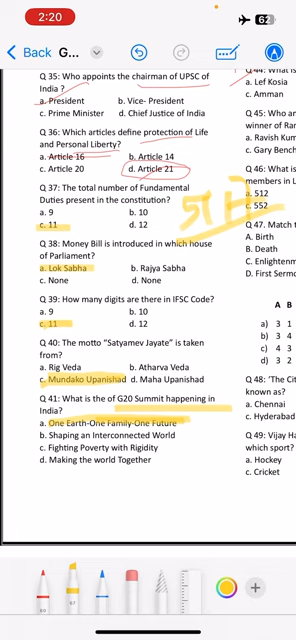 2:20
62
Back G...
Q 35: Who appoints the chairman of UPSC of
India ?
a. President b. Vice- President
c. Prime Minister d. Chief Justice of India
Q 36: Which articles define protection of Life
and Personal Liberty?
a. Article 16 b. Article 14
c. Article 20 d. Article 21
Q 37: The total number of Fundamental
Duties present in the constitution?
a. 9 b. 10
c. 11 d. 12
Q 38: Money Bill is introduced in which house
of Parliament?
a. Lok Sabha b. Rajya Sabha
c. None d. None
Q 39: How many digits are there in IFSC Code?
a. 9 b. 10
c. 11 d. 12
Q 40: The motto "Satyamev Jayate" is taken
from?
a. Rig Veda b. Atharva Veda
c. Mundako Upanishad d. Maha Upanishad
Q 41: What is the of G20 Summit happening in
India?
a. One Earth-One Family-One Future
b. Shaping an Interconnected World
c. Fighting Poverty with Rigidity
d. Making the world Together
Q 44: What is
a. Lef Kosia
c. Amman
Q 45: Who ar
winner of Rar
a. Ravish Kum
c. Gary Bench
Q 46: What is
members in L
a. 512
c. 552
Q 47. Match t
A. Birth
B. Death
C. Enlightenm
D. First Sermo
A B
a) 3 1
b) 3 4
c) 4 3
d) 3 2
Q 48: 'The Cit
known as?
a. Chennai
c. Hyderabad
Q 49: Vijay Ha
which sport?
a. Hockey
c. Cricket
67